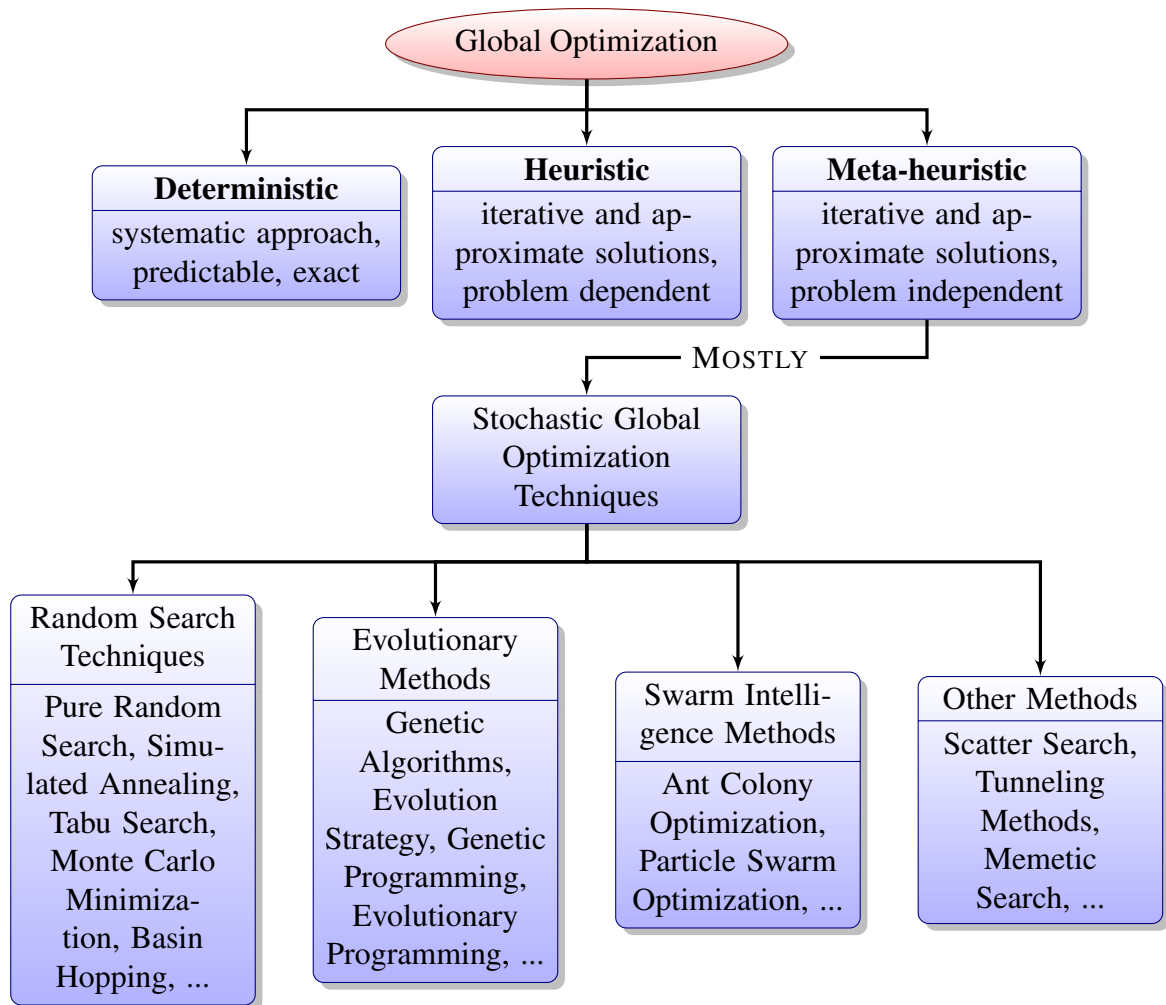 Global Optimization
Deterministic
systematic approach,
predictable, exact
Heuristic
iterative and ap-
proximate solutions,
problem dependent
Meta-heuristic
iterative and ap-
proximate solutions,
problem independent
MOSTLY
Stochastic Global
Optimization
Techniques
Random Search
Techniques
Pure Random
Search, Simu-
lated Annealing,
Tabu Search,
Monte Carlo
Minimiza-
tion, Basin
Hopping, ...
Evolutionary
Methods
Genetic
Algorithms,
Evolution
Strategy, Genetic
Programming,
Evolutionary
Programming, ...
Swarm Intelli-
gence Methods
Ant Colony
Optimization,
Particle Swarm
Optimization, ...
Other Methods
Scatter Search,
Tunneling
Methods,
Memetic
Search, ...